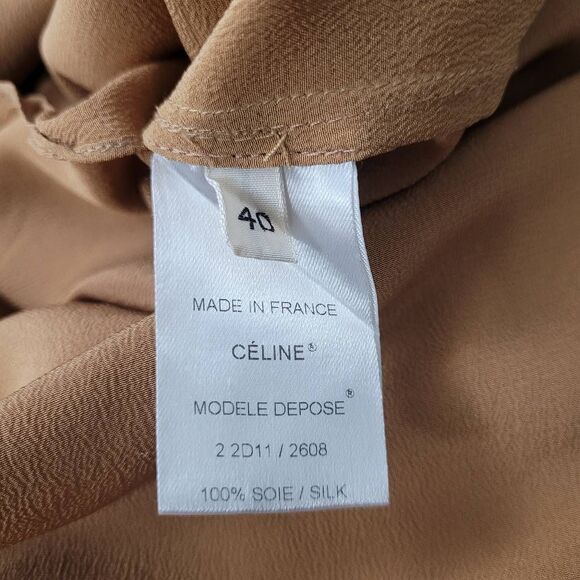 40
MADE IN FRANCE
CÉLINE®
MODELE DEPOSE®
2 2D11 / 2608
100% SOIE / SILK